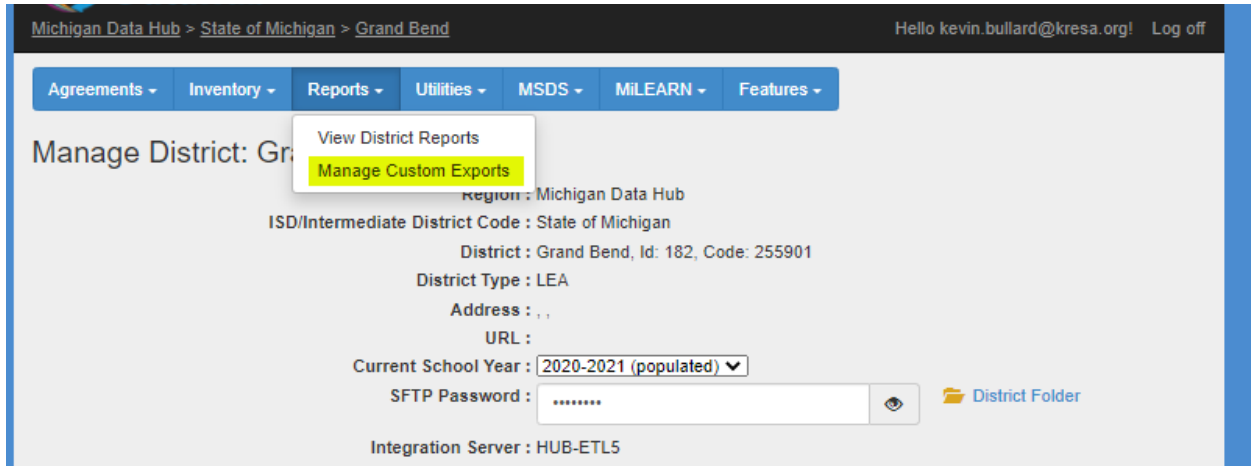 Michigan Data Hub > State of Michigan > Grand Bend Hello kevin.bullard@kresa.org! Log off
Agreements Inventory Reports Utilities MSDS MiLEARN Features
View District Reports
Manage District: Gr
Manage Custom Exports
Region : Michigan Data Hub
ISD/Intermediate District Code : State of Michigan
District : Grand Bend, Id: 182, Code: 255901
District Type : LEA
Address : , ,
URL :
Current School Year : 2020-2021 (populated)
SFTP Password : •••••••• District Folder
Integration Server : HUB-ETL5